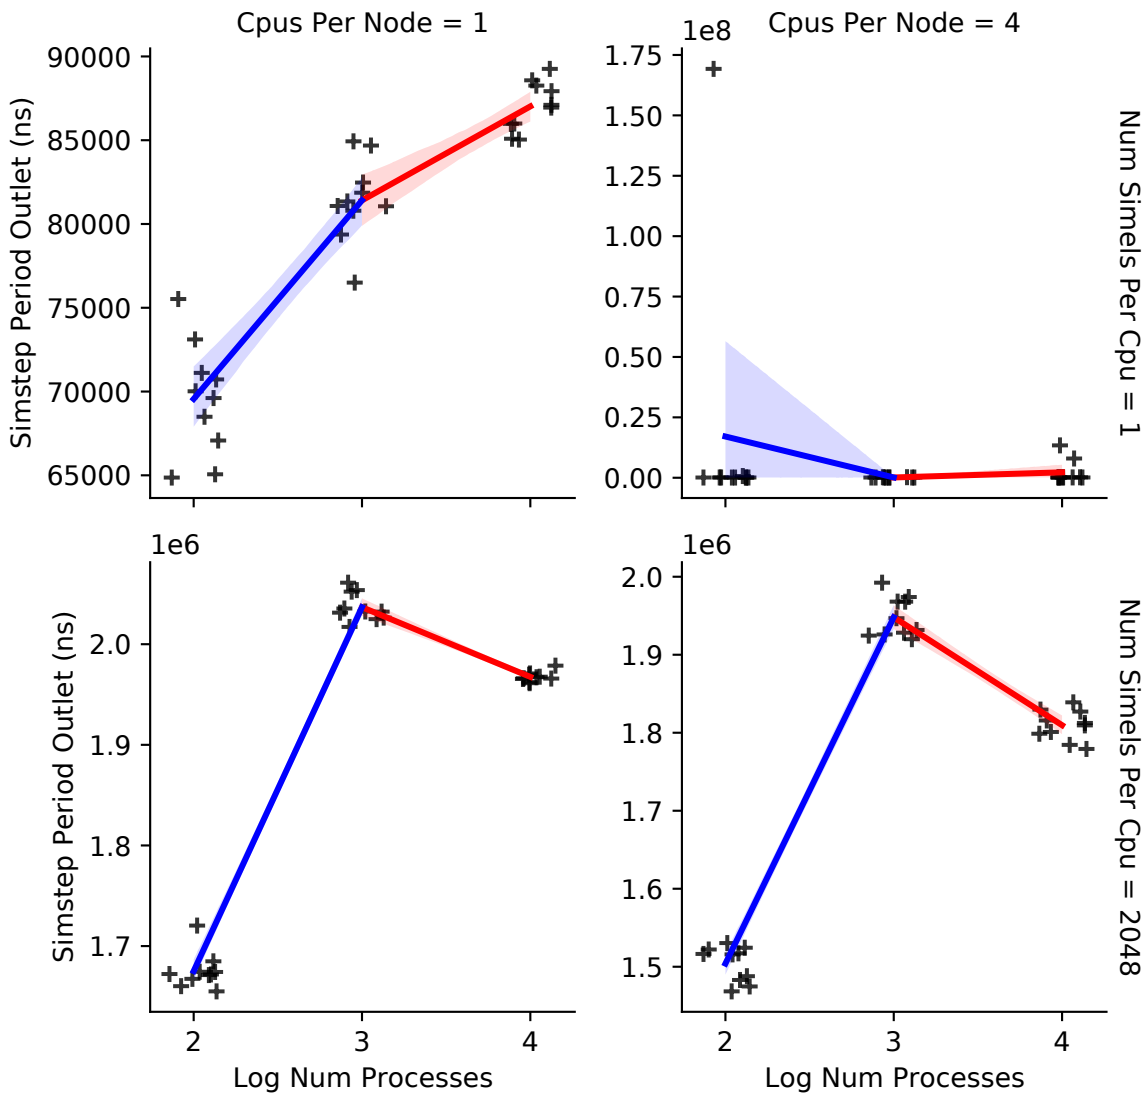 Cpus Per Node = 1
Cpus Per Node = 4
1e8
90000
85000
80000
75000
70000
65000
Simstep Period Outlet (ns)
1.75
1.50
1.25
1.00
0.75
0.50
0.25
0.00
Num Simels Per Cpu = 1
1e6
2.0
1.9
1.8
1.7
Simstep Period Outlet (ns)
2
3
4
Log Num Processes
1e6
2.0
1.9
1.8
1.7
1.6
1.5
Num Simels Per Cpu = 2048
2
3
4
Log Num Processes